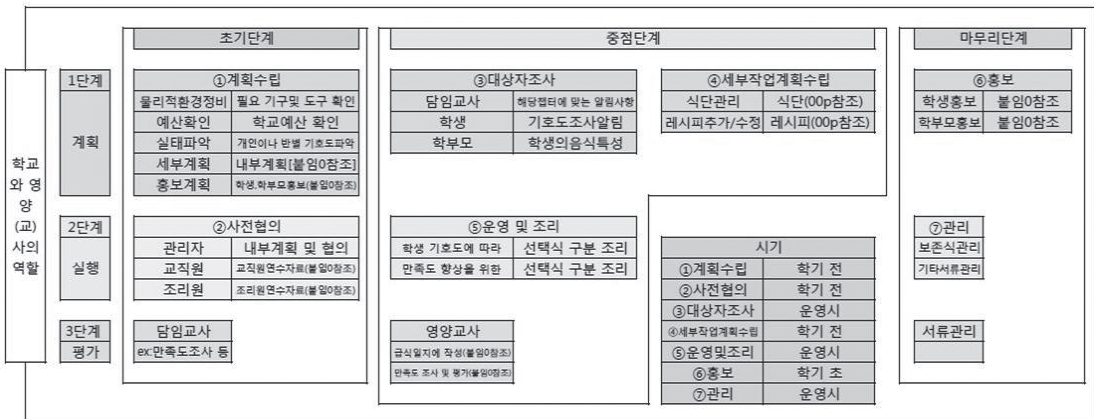 초기단계
중점단계
마무리단계
학교
와 영
양
(교)
사의
역할
1단계
계획
①계획수립
물리적환경정비 필요 기구및 도구 확인
예산확인 학교예산 확인
실태파악 개인이나 반별 기호도파악
세부계획 내부계획[붙임0참조]
홍보계획 학생.학부모홍보(붙임0참조)
③대상자조사
담임교사 해당챕터에 맞는 알림사항
학생 기호도조사알림
학부모 학생의음식특성
④세부작업계획수립
식단관리 식단(00p참조)
레시피추가/수정 레시피(00p참조)
⑥홍보
학생홍보 붙임0참조
학부모홍보 붙임0참조
2단계
실행
②사전협의
관리자 내부계획 및 협의
교직원 교직원연수자료(붙임0참조)
조리원 조리원연수자료(붙임0참조)
⑤운영 및 조리
학생 기호도에 따라 선택식 구분 조리
만족도 향상을 위한 선택식 구분 조리
시기
①계획수립 학기 전
②사전협의 학기 전
③대상자조사 운영시
④세부작업계획수립 학기 전
⑤운영및조리 운영시
⑥홍보 학기 초
⑦관리 운영시
⑦관리
보존식관리
기타서류관리
3단계
평가
담임교사
ex:만족도조사 등
영양교사
급식일지에 작성(붙임0참조)
만족도 조사 및 평가(붙임0참조)
서류관리